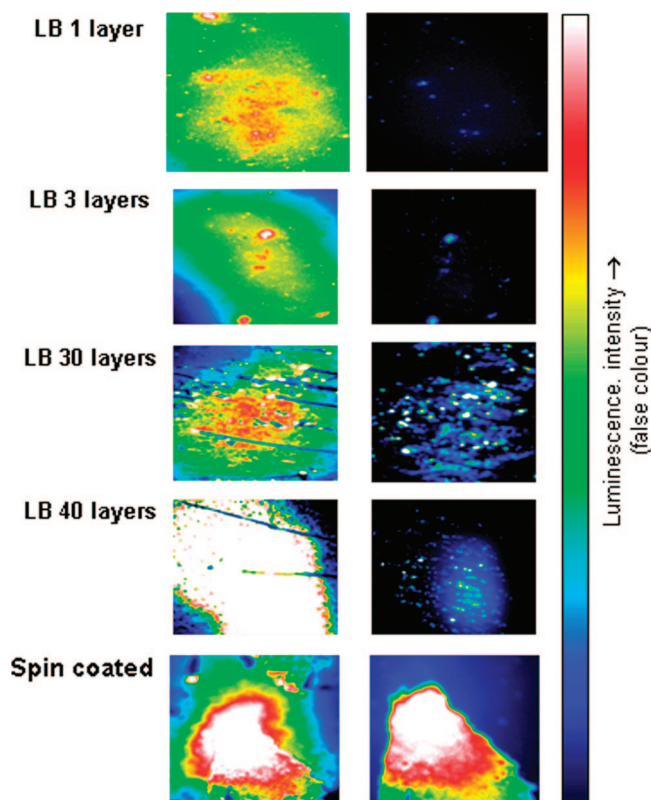 LB 1 layer
LB 3 layers
LB 30 layers
LB 40 layers
Spin coated
Luminescence. intensity →
(false colour)